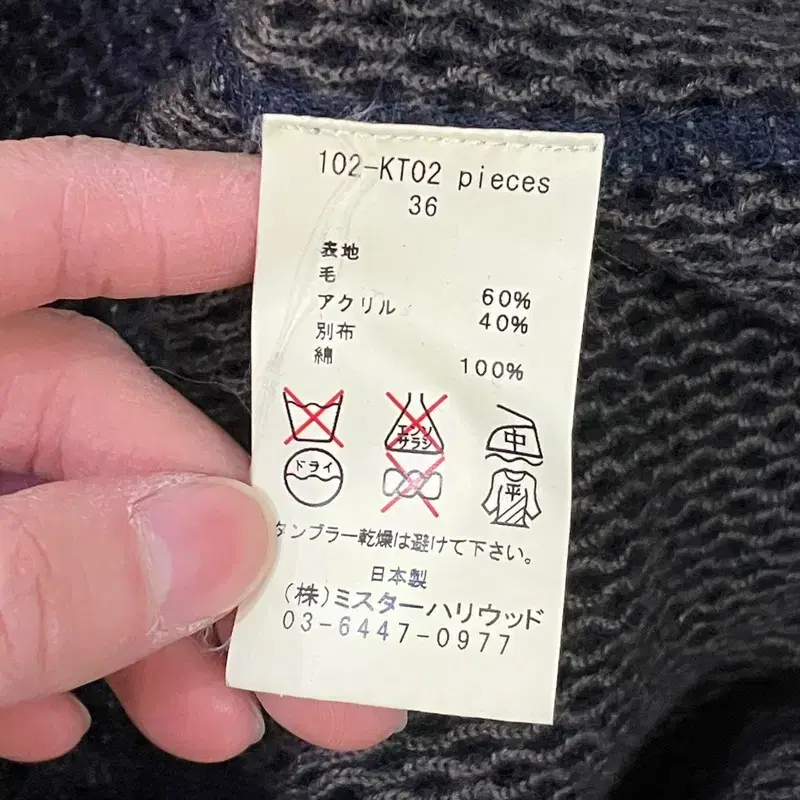 102-KT02 pieces
36
表地
毛 60%
アクリル 40%
別布
綿 100%
エンソ
サラシ
中
ドライ
平
タンブラー乾燥は避けて下さい。
日本製
(株)ミスターハリウッド
03-6447-0977